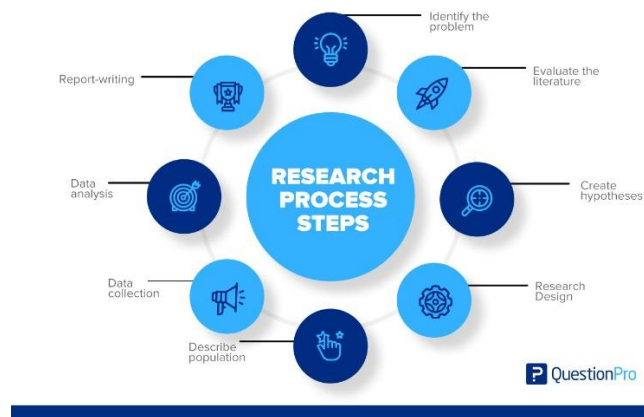 Identify the
problem
Evaluate the
literature
Create
hypotheses
Research
Design
Describe
population
Data
collection
Data
analysis
Report-writing
RESEARCH
PROCESS
STEPS
QuestionPro